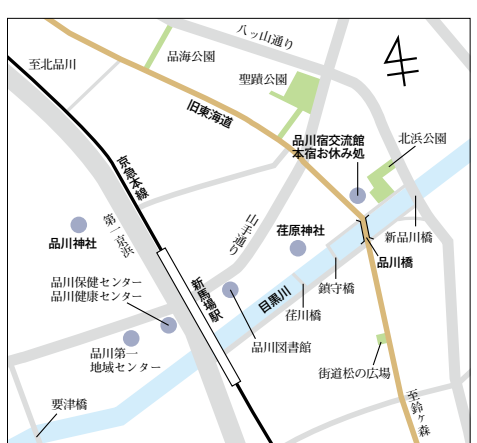 八ッ山通り
至北品川
品海公園
聖蹟公園
旧東海道
品川宿交流館
本宿お休み処
北浜公園
京急本線
第一京浜
品川神社
山手通り
荏原神社
新品川橋
品川橋
品川保健センター
品川健康センター
新馬場駅
目黒川
鎮守橋
荏川橋
品川第一
地域センター
品川図書館
街道松の広場
要津橋
至鈴ヶ森